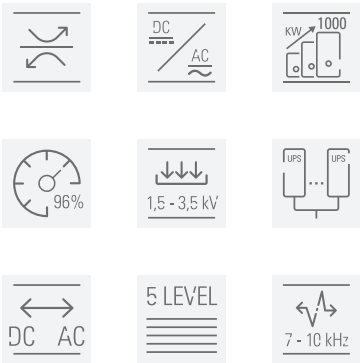 DC
AC
KW 1000
96%
1,5 - 3,5 kV
UPS ... UPS
DC AC
5 LEVEL
7 - 10 kHz